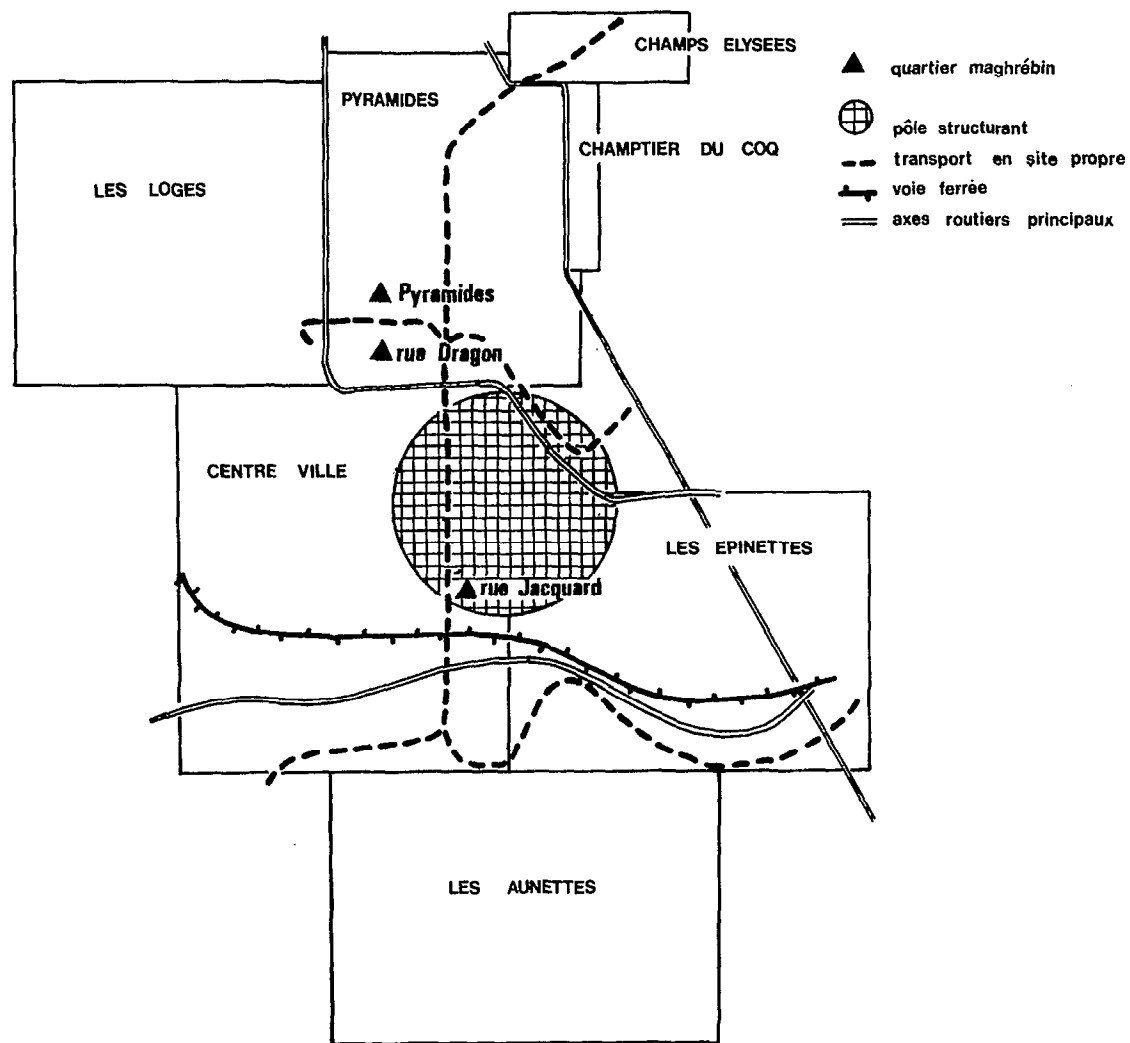 CHAMPS ELYSEES
PYRAMIDES
CHAMPTIER DU COQ
LES LOGES
Pyramides
rue Dragon
CENTRE VILLE
LES EPINETTES
rue Jacquard
LES AUNETTES
quartier maghrébin
pôle structurant
transport en site propre
voie ferrée
axes routiers principaux